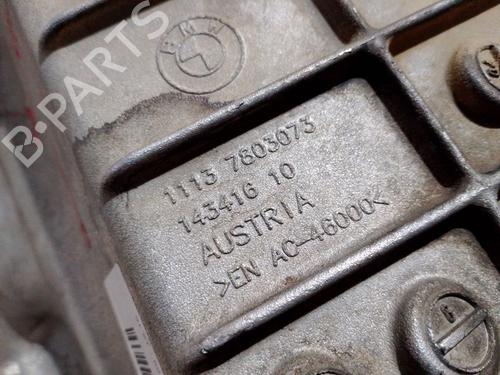 B-PARTS
BMW
1113 7803073
143416 10
AUSTRIA
>EN AC-46000<